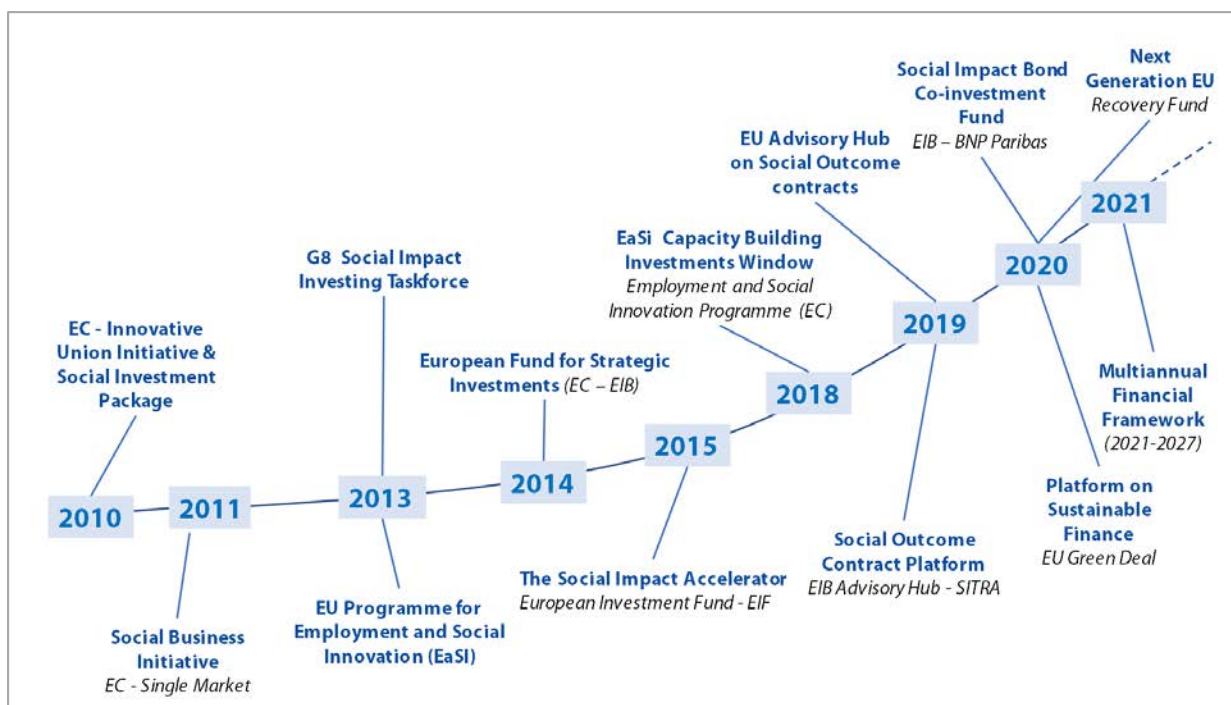 EC - Innovative
Union Initiative &
Social Investment
Package
2010
2011
Social Business
Initiative
EC - Single Market
G8 Social Impact
Investing Taskforce
2013
EU Programme for
Employment and Social
Innovation (EaSI)
European Fund for Strategic
Investments (EC – EIB)
2014
2015
The Social Impact Accelerator
European Investment Fund - EIF
EaSi Capacity Building
Investments Window
Employment and Social
Innovation Programme (EC)
2018
EU Advisory Hub
on Social Outcome
contracts
2019
Social Outcome
Contract Platform
EIB Advisory Hub - SITRA
Social Impact Bond
Co-investment
Fund
EIB – BNP Paribas
Next
Generation EU
Recovery Fund
2020
Platform on
Sustainable
Finance
EU Green Deal
2021
Multiannual
Financial
Framework
(2021-2027)